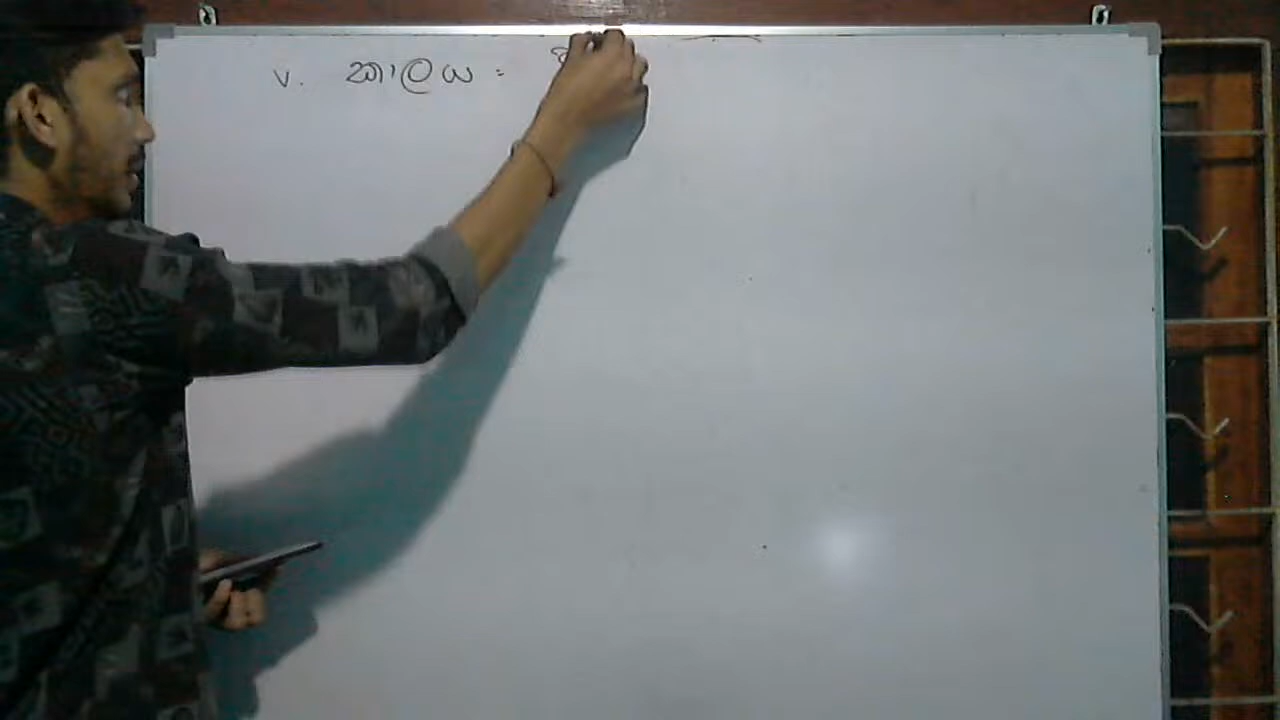 v. කාලය =